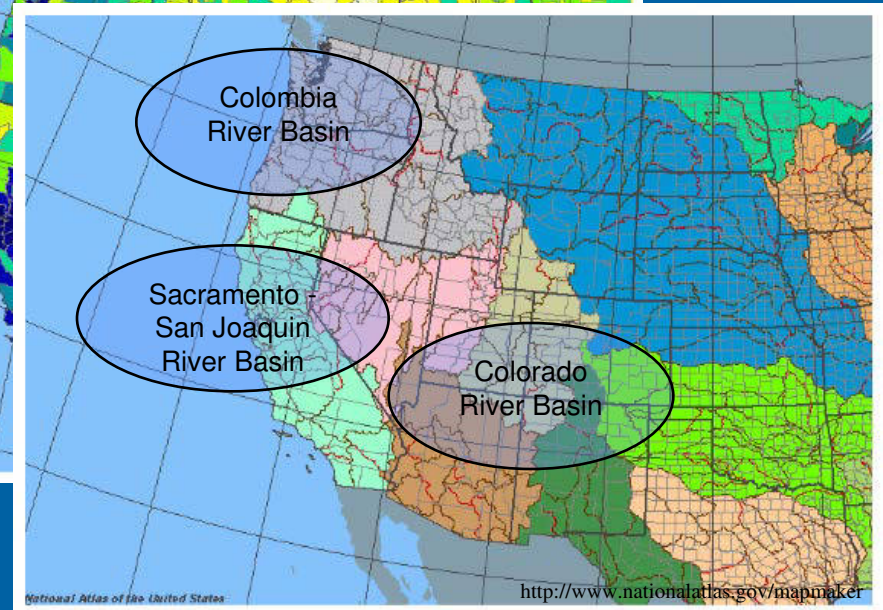 Colombia
River Basin
Sacramento -
San Joaquin
River Basin
Colorado
River Basin
National Atlas of the United States
http://www.nationalatlas.gov/mapmaker